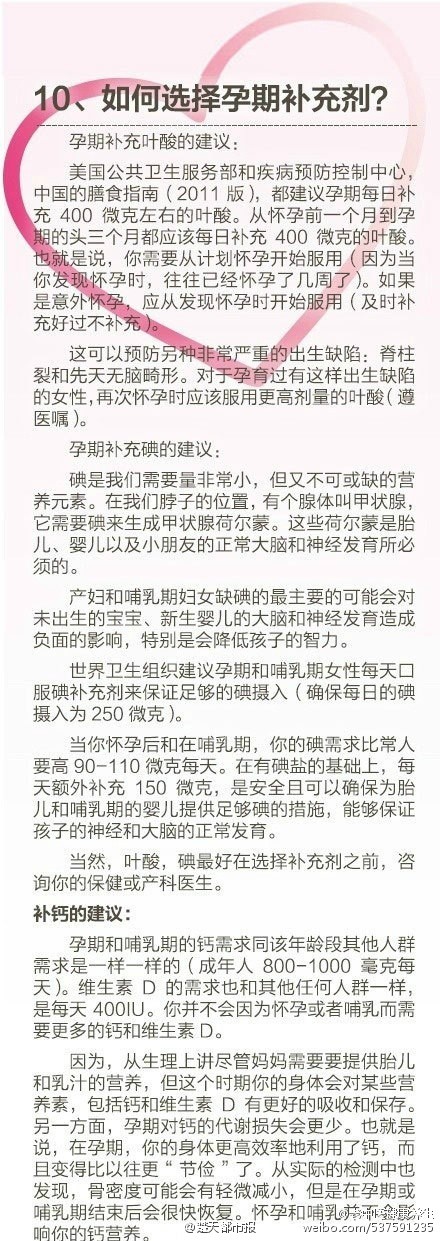 10、如何选择孕期补充剂？
孕期补充叶酸的建议：
美国公共卫生服务部和疾病预防控制中心，
中国的膳食指南（2011 版），都建议孕期每日补
充 400 微克左右的叶酸。从怀孕前一个月到孕
期的头三个月都应该每日补充 400 微克的叶酸。
也就是说，你需要从计划怀孕开始服用（因为当
你发现怀孕时，往往已经怀孕了几周了）。如果
是意外怀孕，应从发现怀孕时开始服用（及时补
充好过不补充）。
这可以预防另种非常严重的出生缺陷：脊柱
裂和先天无脑畸形。对于孕育过有这样出生缺陷
的女性，再次怀孕时应该服用更高剂量的叶酸（遵
医嘱）。
孕期补充碘的建议：
碘是我们需要量非常小，但又不可或缺的营
养元素。在我们脖子的位置，有个腺体叫甲状腺，
它需要碘来生成甲状腺荷尔蒙。这些荷尔蒙是胎
儿、婴儿以及小朋友的正常大脑和神经发育所必
须的。
产妇和哺乳期妇女缺碘的最主要的可能会对
未出生的宝宝、新生婴儿的大脑和神经发育造成
负面的影响，特别是会降低孩子的智力。
世界卫生组织建议孕期和哺乳期女性每天口
服碘补充剂来保证足够的碘摄入（确保每日的碘
摄入为 250 微克）。
当你怀孕后和在哺乳期，你的碘需求比常人
要高 90-110 微克每天。在有碘盐的基础上，每
天额外补充 150 微克，是安全且可以确保为胎
儿和哺乳期的婴儿提供足够碘的措施，能够保证
孩子的神经和大脑的正常发育。
当然，叶酸，碘最好在选择补充剂之前，咨
询你的保健或产科医生。
补钙的建议：
孕期和哺乳期的钙需求同该年龄段其他人群
需求是一样一样的（成年人 800-1000 毫克每
天）。维生素 D 的需求也和其他任何人群一样，
是每天 400IU。你并不会因为怀孕或者哺乳而需
要更多的钙和维生素 D。
因为，从生理上讲尽管妈妈需要要提供胎儿
和乳汁的营养，但这个时期你的身体会对某些营
养素，包括钙和维生素 D 有更好的吸收和保存。
另一方面，孕期对钙的代谢损失会更少。也就是
说，在孕期，你的身体更高效率地利用了钙，而
且变得比以往更“节俭”了。从实际的检测中也
发现，骨密度可能会有轻微减小，但是在孕期或
哺乳期结束后会很快恢复。怀孕和哺乳并不会影
响你的钙营养。
@楚天都市报
weibo.com/537591235